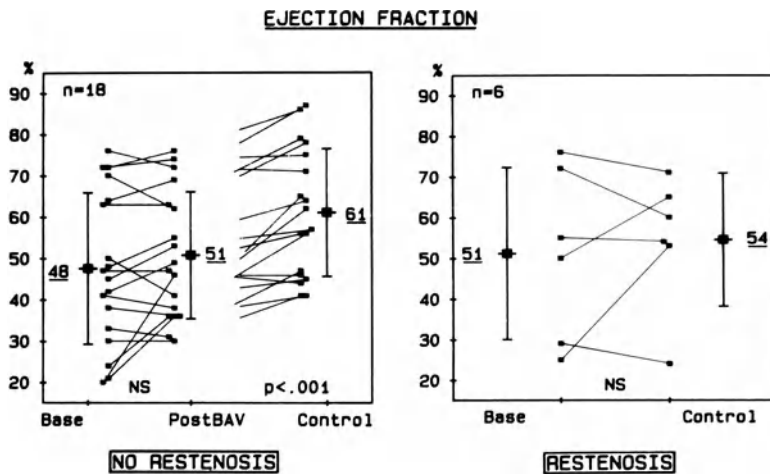 EJECTION FRACTION
%
n=18
90
80
70
60
50
40
30
20
48
51
61
NS
p<.001
Base
PostBAV
Control
NO RESTENOSIS
%
n=6
90
80
70
60
50
40
30
20
51
54
NS
Base
Control
RESTENOSIS